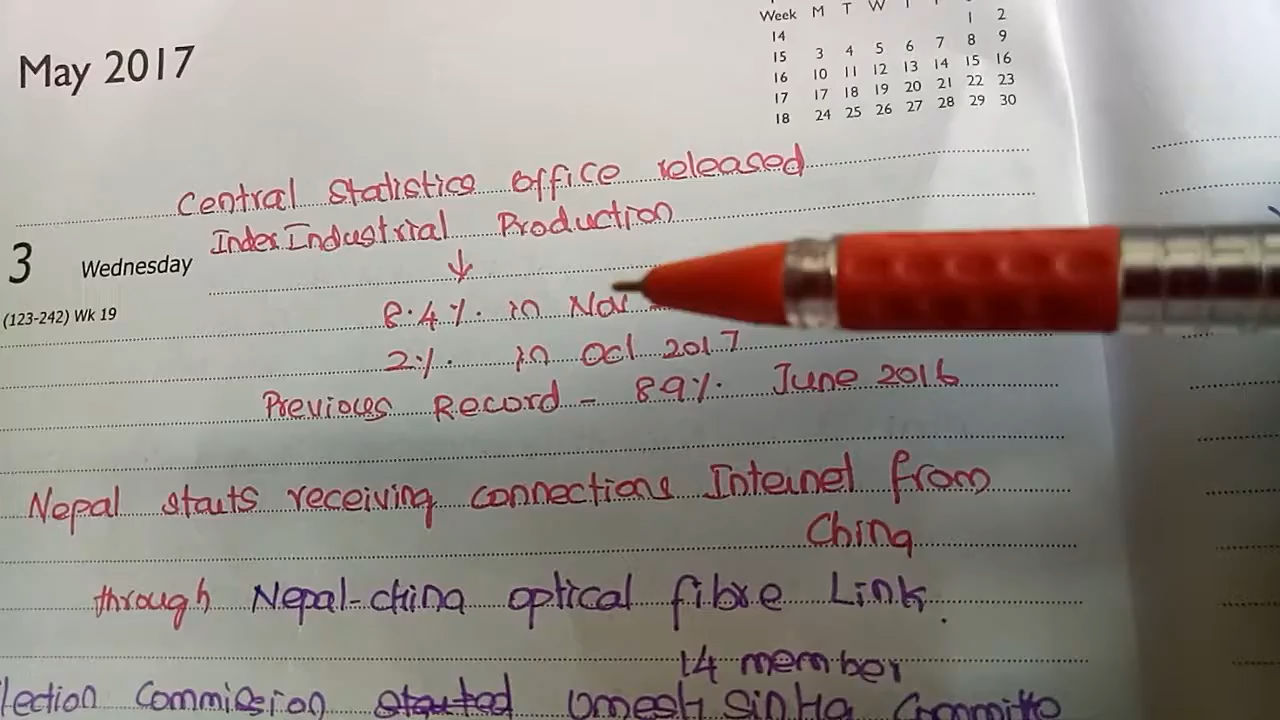 May 2017
Week M T W
14 1 2
15 3 4 5 6 7 8 9
16 10 11 12 13 14 15 16
17 17 18 19 20 21 22 23
18 24 25 26 27 28 29 30
Central Statistics office released
Index Industrial Production
3 Wednesday
↓
(123-242) Wk 19
8.4%. in Nov
2%. in Oct 2017
Previous Record - 89%. June 2016
Nepal starts receiving connections Internet from
China
through Nepal-china optical fibre Link.
14 member
lection Commission started Umesh Sinha Committe